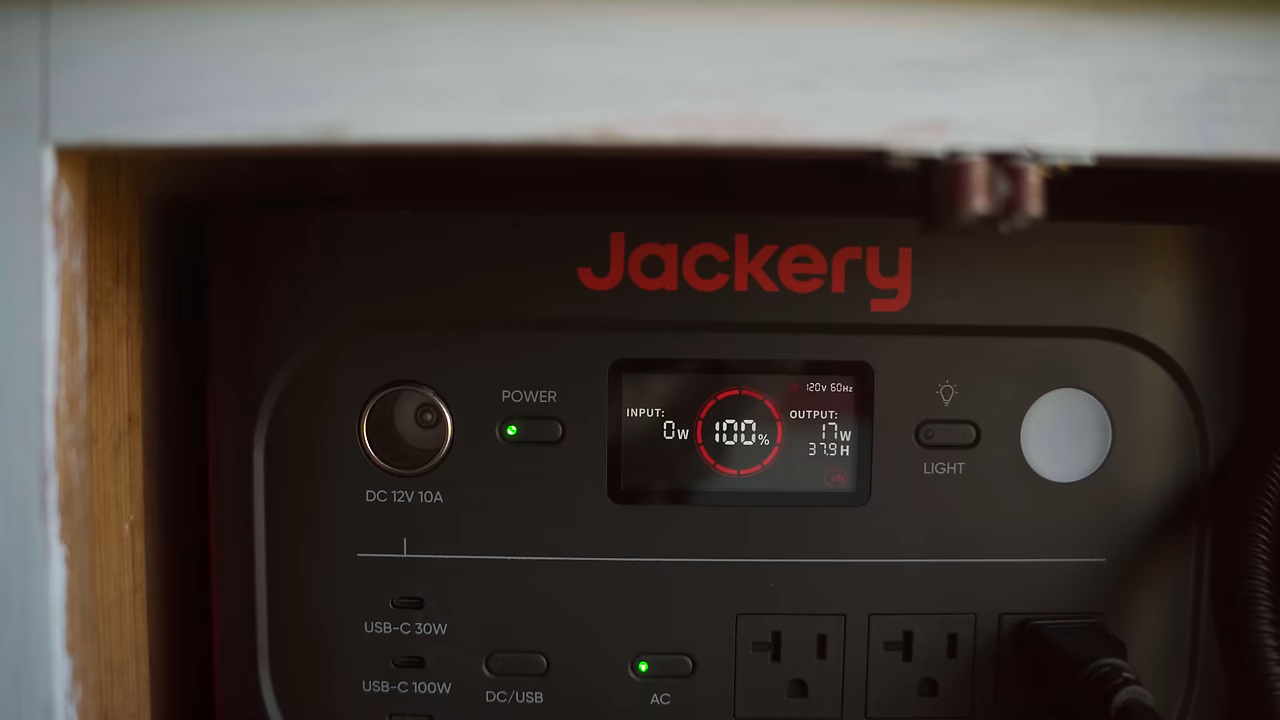 Jackery
POWER
120V 60Hz
INPUT:
0W
100%
OUTPUT:
17W
37.9H
LIGHT
DC 12V 10A
USB-C 30W
USB-C 100W
DC/USB
AC